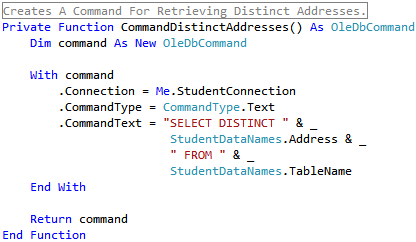 Creates A Command For Retrieving Distinct Addresses.
Private Function CommandDistinctAddresses() As OleDbCommand
    Dim command As New OleDbCommand

    With command
        .Connection = Me.StudentConnection
        .CommandType = CommandType.Text
        .CommandText = "SELECT DISTINCT " & _
                        StudentDataNames.Address & _
                        " FROM " & _
                        StudentDataNames.TableName
    End With

    Return command
End Function